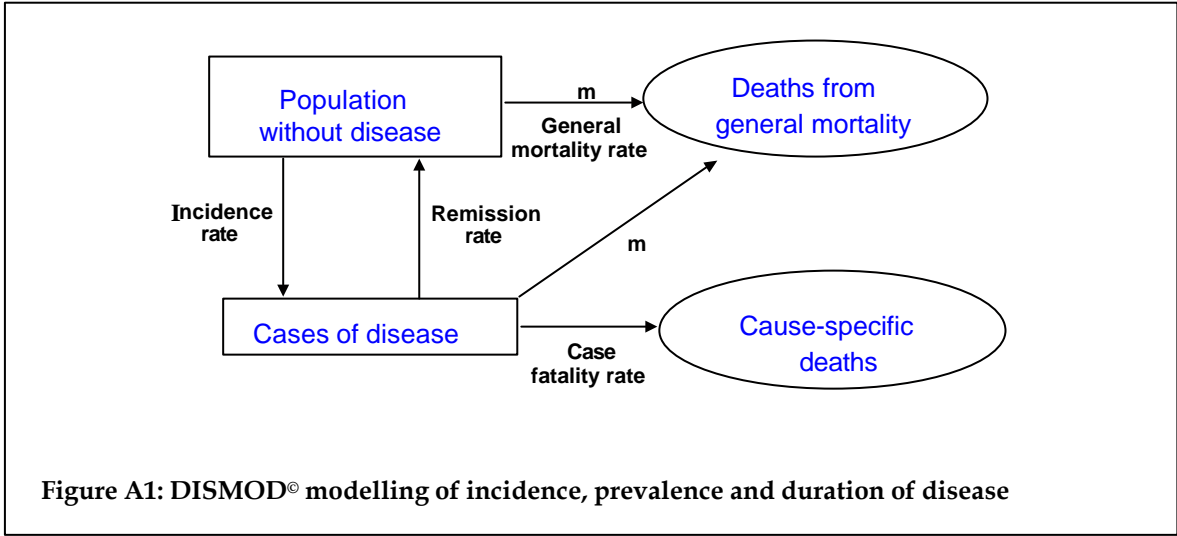 Population
without disease
m
General
mortality rate
Deaths from
general mortality
Incidence
rate
Remission
rate
m
Cases of disease
Case
fatality rate
Cause-specific
deaths
Figure A1: DISMOD© modelling of incidence, prevalence and duration of disease